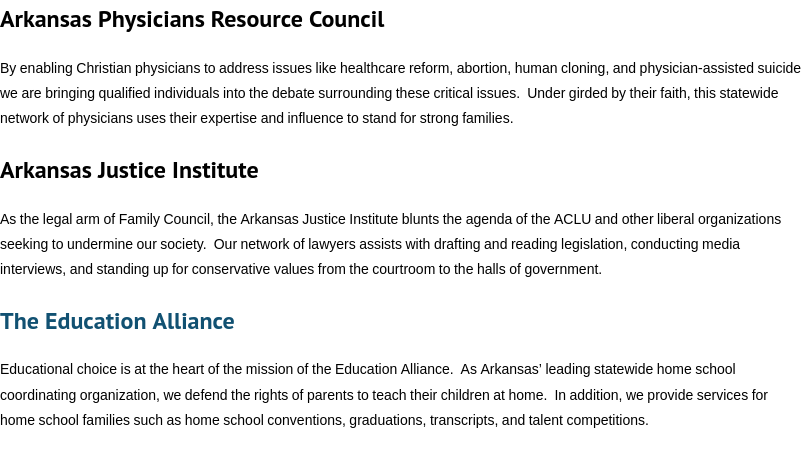 Arkansas Physicians Resource Council
By enabling Christian physicians to address issues like healthcare reform, abortion, human cloning, and physician-assisted suicide
we are bringing qualified individuals into the debate surrounding these critical issues.  Under girded by their faith, this statewide
network of physicians uses their expertise and influence to stand for strong families.
Arkansas Justice Institute
As the legal arm of Family Council, the Arkansas Justice Institute blunts the agenda of the ACLU and other liberal organizations
seeking to undermine our society.  Our network of lawyers assists with drafting and reading legislation, conducting media
interviews, and standing up for conservative values from the courtroom to the halls of government.
The Education Alliance
Educational choice is at the heart of the mission of the Education Alliance.  As Arkansas’ leading statewide home school
coordinating organization, we defend the rights of parents to teach their children at home.  In addition, we provide services for
home school families such as home school conventions, graduations, transcripts, and talent competitions.